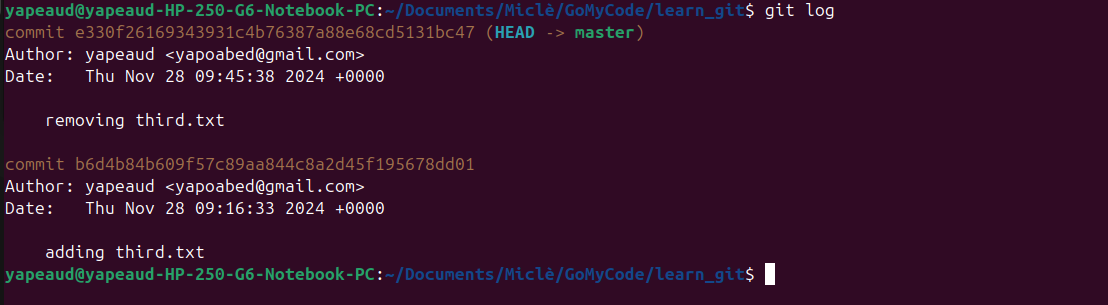 yapeaud@yapeaud-HP-250-G6-Notebook-PC:~/Documents/Miclè/GoMyCode/learn_git$ git log
commit e330f26169343931c4b76387a88e68cd5131bc47 (HEAD -> master)
Author: yapeaud <yapoabed@gmail.com>
Date:   Thu Nov 28 09:45:38 2024 +0000
    removing third.txt
commit b6d4b84b609f57c89aa844c8a2d45f195678dd01
Author: yapeaud <yapoabed@gmail.com>
Date:   Thu Nov 28 09:16:33 2024 +0000
    adding third.txt
yapeaud@yapeaud-HP-250-G6-Notebook-PC:~/Documents/Miclè/GoMyCode/learn_git$